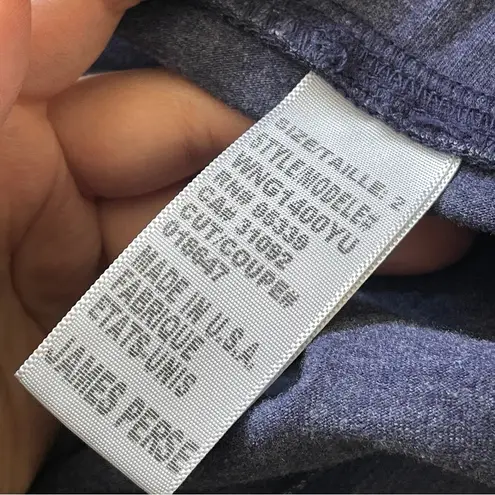 SIZE/TAILLE. 2
STYLE/MODELE#
WNG1400YU
RN# 95339
CA# 31092
CUT/COUPE#
018647
MADE IN U.S.A.
FABRIQUE
ETATS-UNIS
JAMES PERSE